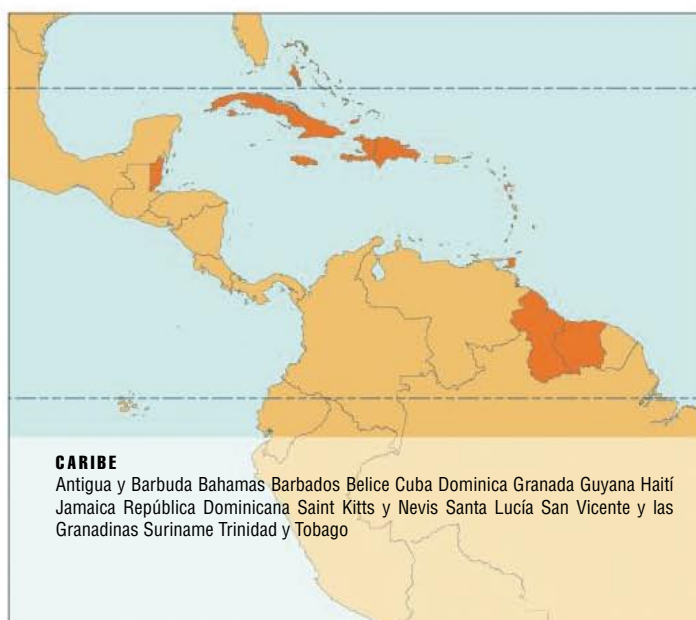 CARIBE
Antigua y Barbuda Bahamas Barbados Belice Cuba Dominica Granada Guyana Haití
Jamaica República Dominicana Saint Kitts y Nevis Santa Lucía San Vicente y las
Granadinas Suriname Trinidad y Tobago